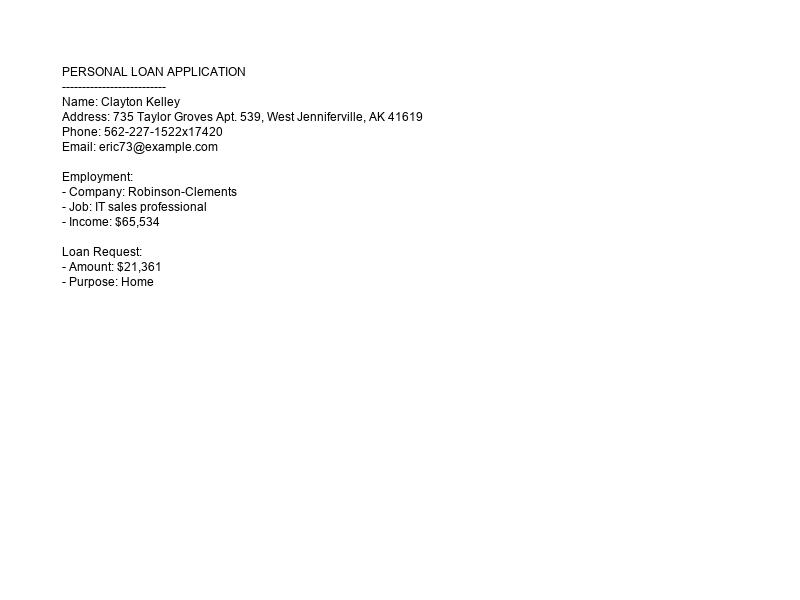 PERSONAL LOAN APPLICATION
--------------------------
Name: Clayton Kelley
Address: 735 Taylor Groves Apt. 539, West Jenniferville, AK 41619
Phone: 562-227-1522x17420
Email: eric73@example.com
Employment:
- Company: Robinson-Clements
- Job: IT sales professional
- Income: $65,534
Loan Request:
- Amount: $21,361
- Purpose: Home